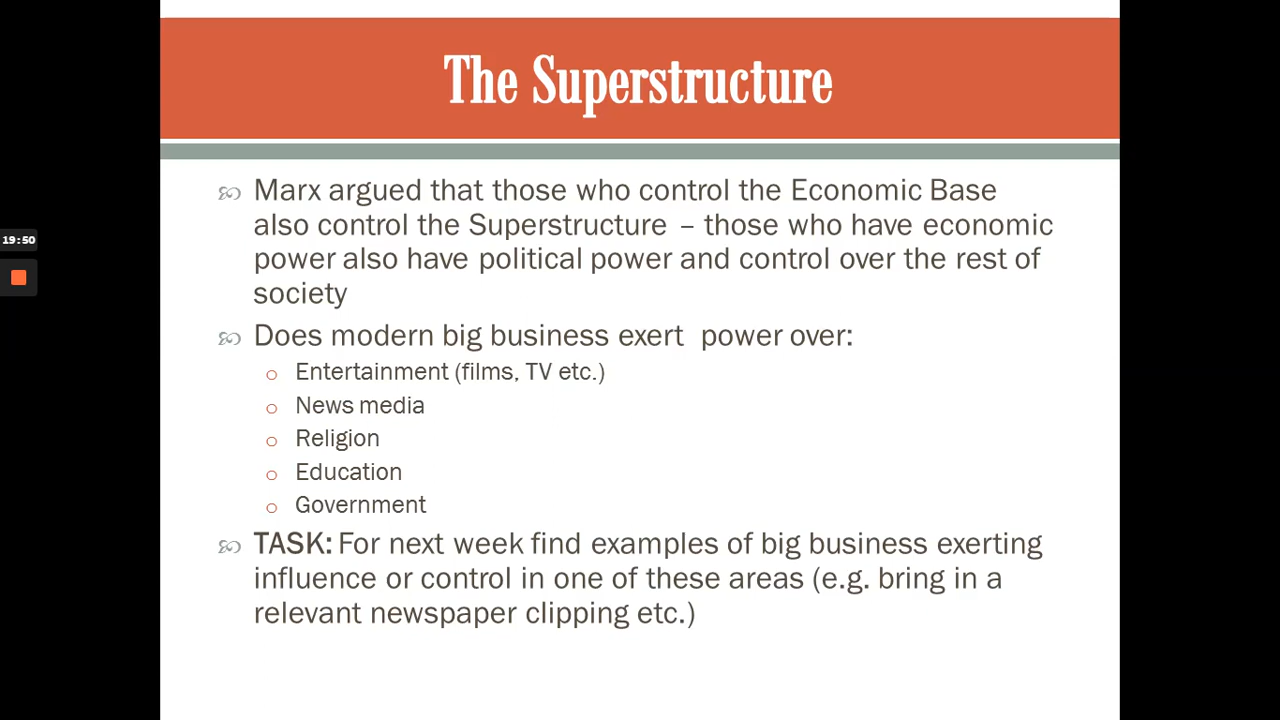 The Superstructure
Marx argued that those who control the Economic Base
also control the Superstructure – those who have economic
power also have political power and control over the rest of
society
19:50
Does modern big business exert  power over:
Entertainment (films, TV etc.)
News media
Religion
Education
Government
TASK: For next week find examples of big business exerting
influence or control in one of these areas (e.g. bring in a
relevant newspaper clipping etc.)